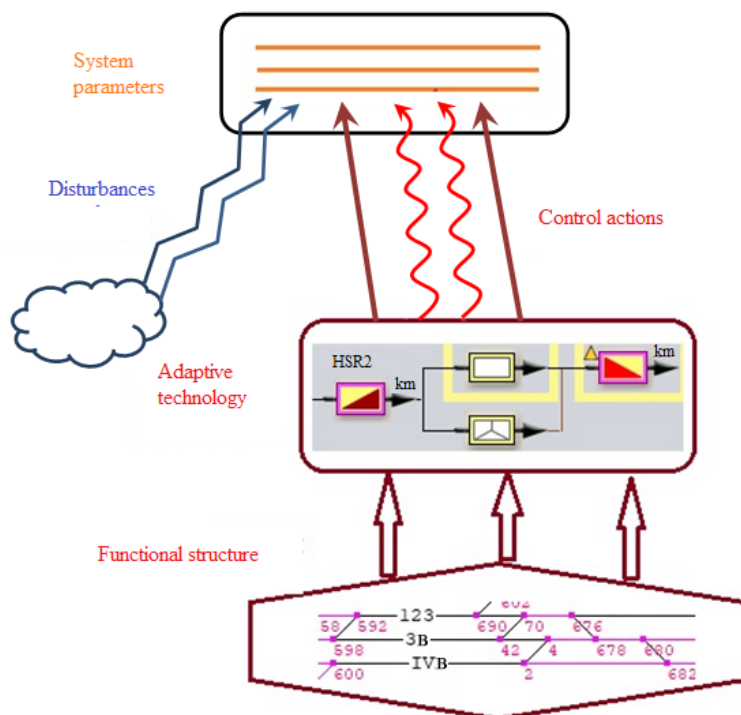 System
parameters
Disturbances
Control actions
HSR2
km
km
Adaptive
technology
Functional structure
602
123
58 592 690 70 676
3B
598 42 4 678 680
IVB
600 2 682